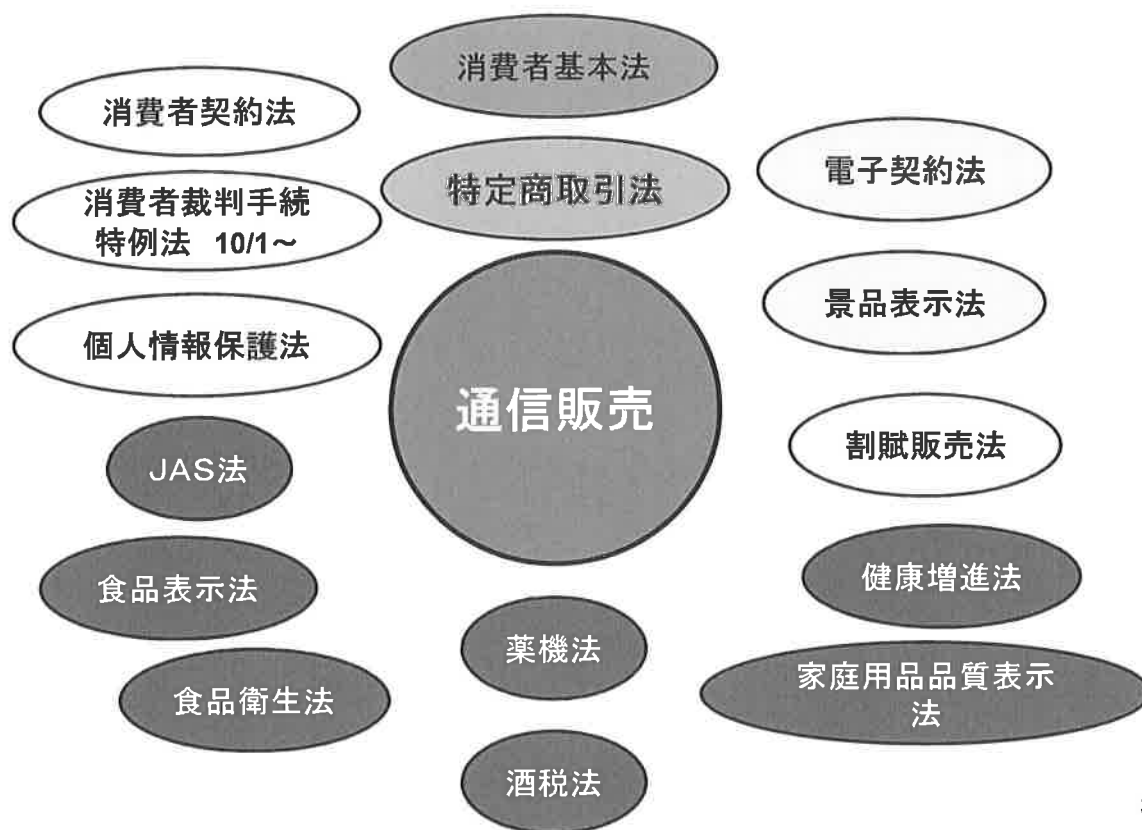 消費者基本法
消費者契約法
特定商取引法
電子契約法
消費者裁判手続
特例法 10/1～
景品表示法
個人情報保護法
通信販売
割賦販売法
JAS法
健康増進法
食品表示法
薬機法
家庭用品品質表示
法
食品衛生法
酒税法